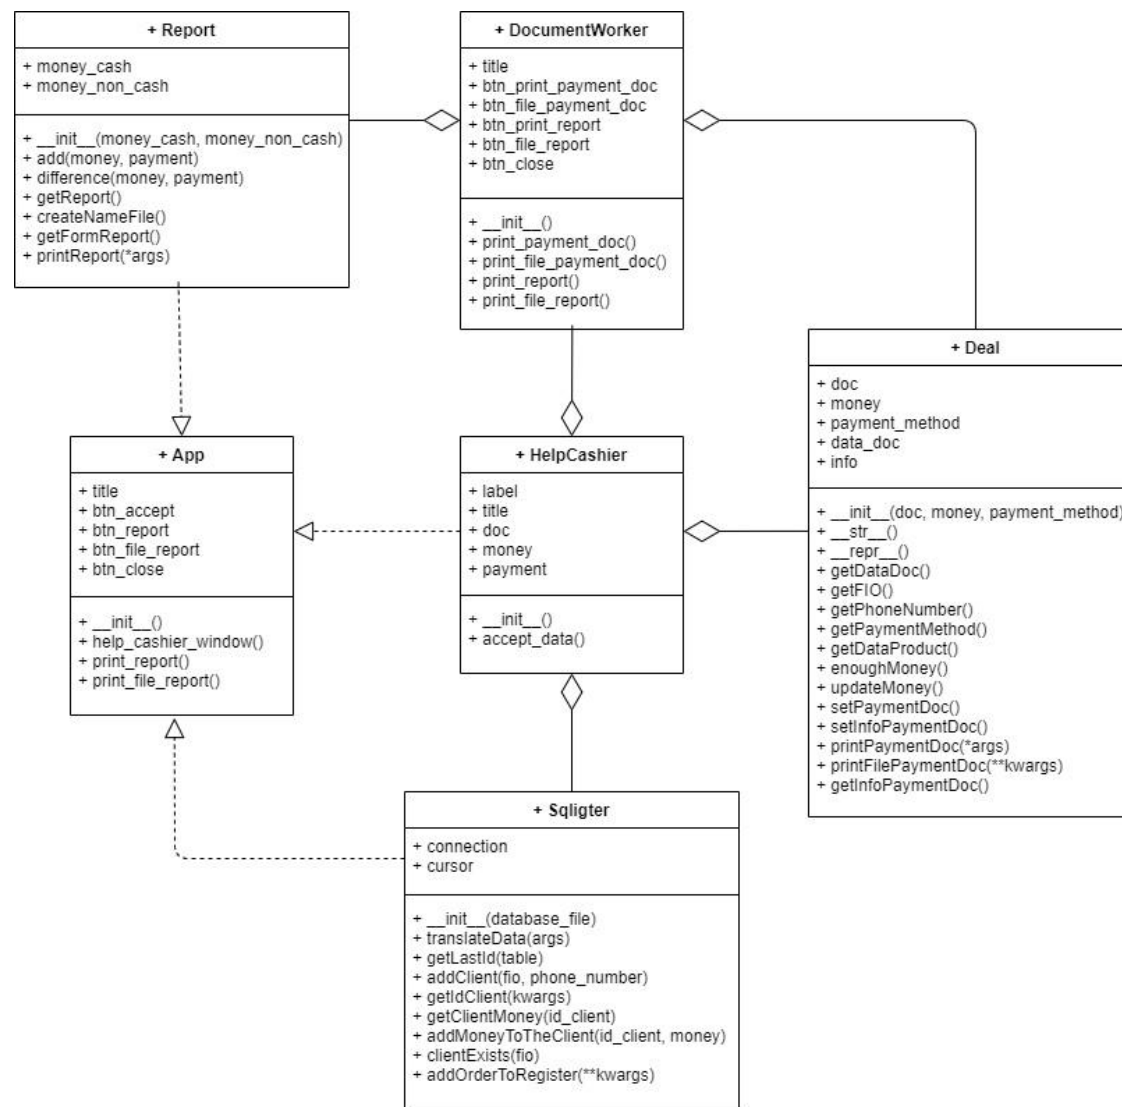 + Report
+ money_cash
+ money_non_cash
+ __init__(money_cash, money_non_cash)
+ add(money, payment)
+ difference(money, payment)
+ getReport()
+ createNameFile()
+ getFormReport()
+ printReport(*args)
+ DocumentWorker
+ title
+ btn_print_payment_doc
+ btn_file_payment_doc
+ btn_print_report
+ btn_file_report
+ btn_close
+ __init__()
+ print_payment_doc()
+ print_file_payment_doc()
+ print_report()
+ print_file_report()
+ Deal
+ doc
+ money
+ payment_method
+ data_doc
+ info
+ __init__(doc, money, payment_method)
+ __str__()
+ __repr__()
+ getDataDoc()
+ getFIO()
+ getPhoneNumber()
+ getPaymentMethod()
+ getDataProduct()
+ enoughMoney()
+ updateMoney()
+ setPaymentDoc()
+ setInfoPaymentDoc()
+ printPaymentDoc(*args)
+ printFilePaymentDoc(**kwargs)
+ getInfoPaymentDoc()
+ App
+ title
+ btn_accept
+ btn_report
+ btn_file_report
+ btn_close
+ __init__()
+ help_cashier_window()
+ print_report()
+ print_file_report()
+ HelpCashier
+ label
+ title
+ doc
+ money
+ payment
+ __init__()
+ accept_data()
+ Sqligter
+ connection
+ cursor
+ __init__(database_file)
+ translateData(args)
+ getLastId(table)
+ addClient(fio, phone_number)
+ getIdClient(kwargs)
+ getClientMoney(id_client)
+ addMoneyToTheClient(id_client, money)
+ clientExists(fio)
+ addOrderToRegister(**kwargs)